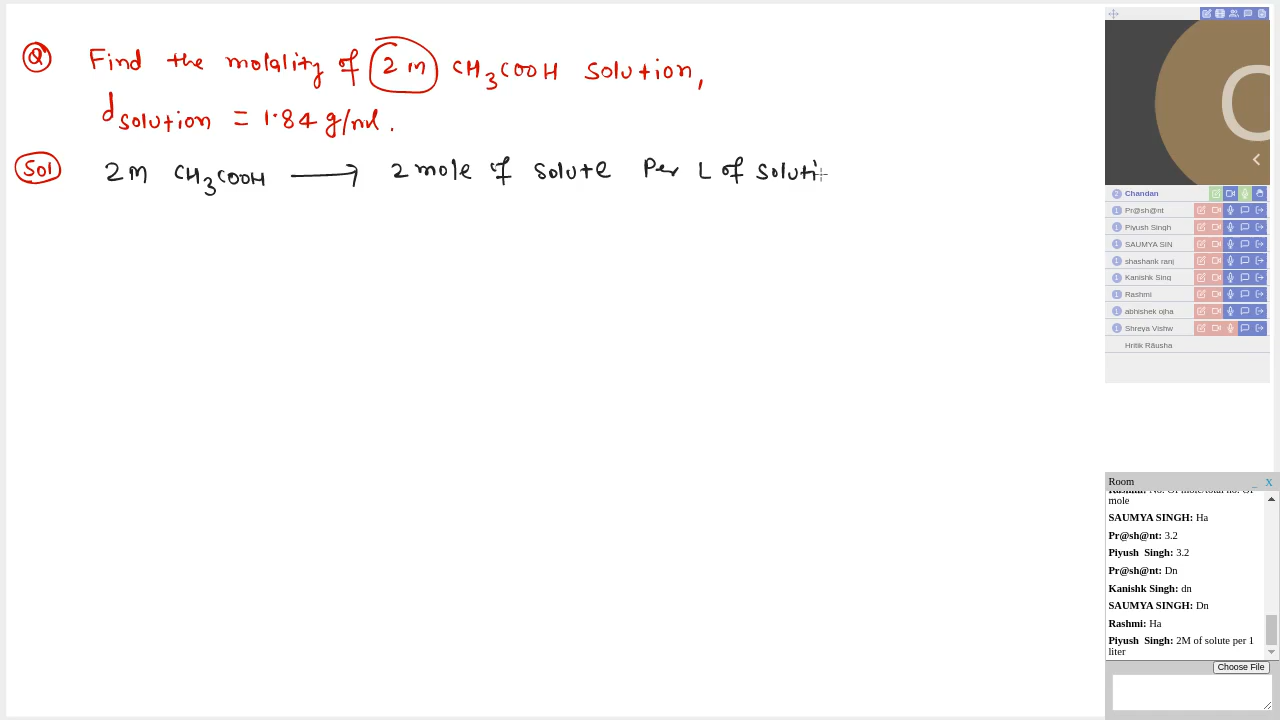 Q Find the molality of 2 m CH3COOH solution,
dsolution = 1.84 g/ml.
Sol 2M CH3COOH → 2 mole of solute Per L of soluti
Chandan
Pr@sh@nt
Piyush Singh
SAUMYA SIN
shashank ranj
Kanishk Sing
Rashmi
abhishek ojha
Shreya Vishw
Hritik Räusha
Room _ X
mole
SAUMYA SINGH: Ha
Pr@sh@nt: 3.2
Piyush Singh: 3.2
Pr@sh@nt: Dn
Kanishk Singh: dn
SAUMYA SINGH: Dn
Rashmi: Ha
Piyush Singh: 2M of solute per 1
liter
Choose File